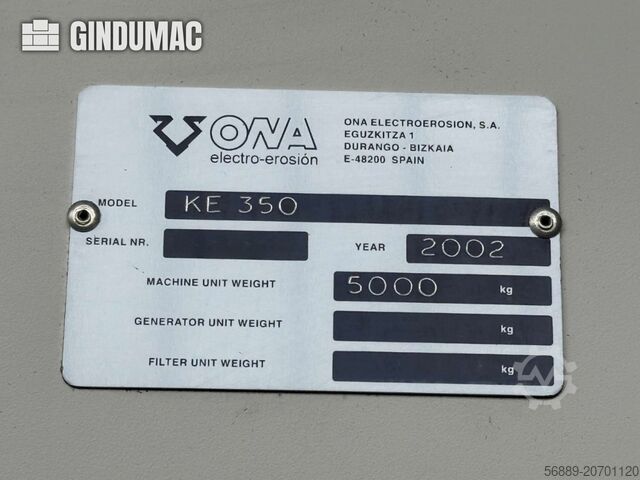 GINDUMAC
ONA
electro-erosión
ONA ELECTROEROSION, S.A.
EGUZKITZA 1
DURANGO - BIZKAIA
E-48200 SPAIN
MODEL KE 350
SERIAL NR. YEAR 2002
MACHINE UNIT WEIGHT 5000 kg
GENERATOR UNIT WEIGHT kg
FILTER UNIT WEIGHT kg
56889-20701120